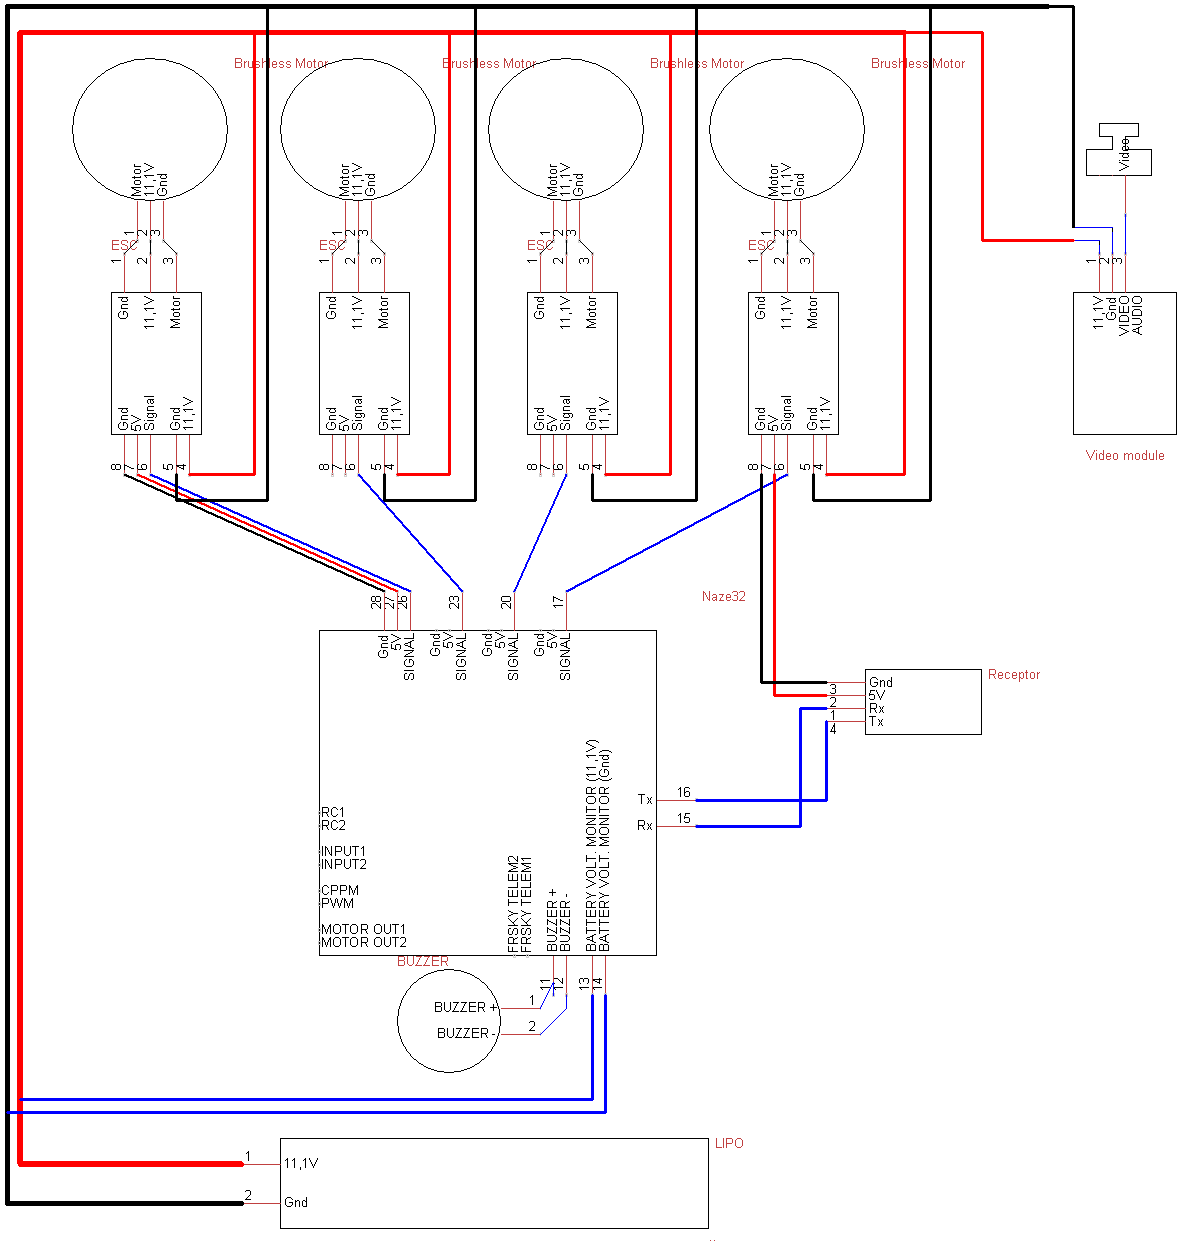 Brushless Motor
Brushless Motor
Brushless Motor
Brushless Motor
Motor
11,1V
Gnd
Motor
11,1V
Gnd
Motor
11,1V
Gnd
Motor
11,1V
Gnd
Video
1
2
3
1
2
3
1
2
3
1
2
3
ESC
ESC
ESC
ESC
1
2
3
1
2
3
1
2
3
1
2
3
1
2
3
Gnd
11,1V
Motor
Gnd
11,1V
Motor
Gnd
11,1V
Motor
Gnd
11,1V
Motor
11,1V
Gnd
VIDEO
AUDIO
Gnd
5V
Signal
Gnd
11,1V
Gnd
5V
Signal
Gnd
11,1V
Gnd
5V
Signal
Gnd
11,1V
Gnd
5V
Signal
Gnd
11,1V
Video module
8
7
6
5
4
8
7
6
5
4
8
7
6
5
4
8
7
6
5
4
28
27
26
23
20
17
Naze32
Gnd
5V
SIGNAL
Gnd
5V
SIGNAL
Gnd
5V
SIGNAL
Gnd
5V
SIGNAL
Receptor
Gnd
3
5V
2
Rx
1
Tx
4
Tx
16
Rx
15
RC1
RC2
INPUT1
INPUT2
CPPM
PWM
MOTOR OUT1
MOTOR OUT2
FRSKY TELEM2
FRSKY TELEM1
BUZZER +
BUZZER -
BATTERY VOLT. MONITOR (11,1V)
BATTERY VOLT. MONITOR (Gnd)
BUZZER
11
12
13
14
BUZZER +
1
BUZZER -
2
LIPO
1
11,1V
2
Gnd